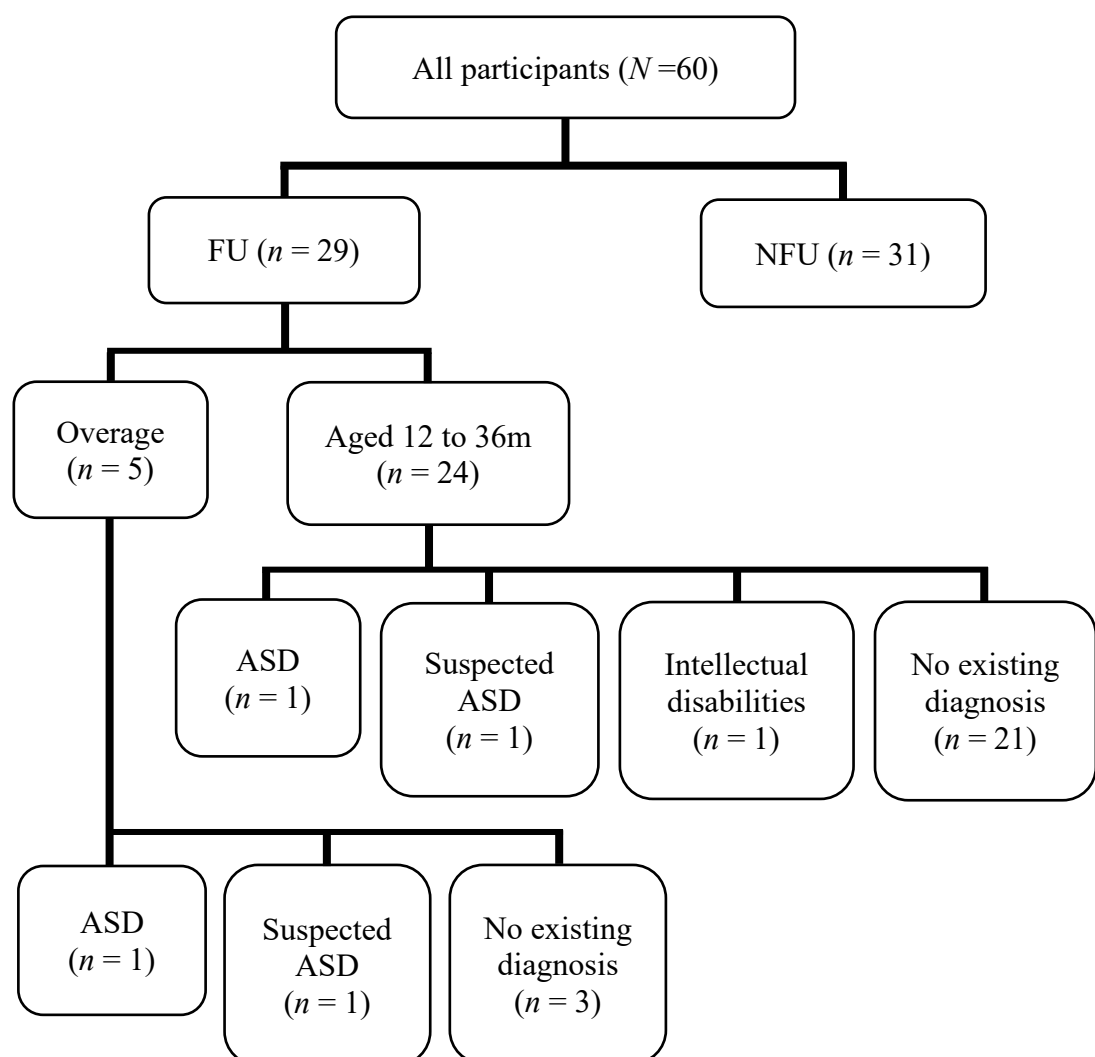 All participants (N =60)
FU (n = 29)
NFU (n = 31)
Overage
(n = 5)
Aged 12 to 36m
(n = 24)
ASD
(n = 1)
Suspected
ASD
(n = 1)
Intellectual
disabilities
(n = 1)
No existing
diagnosis
(n = 21)
ASD
(n = 1)
Suspected
ASD
(n = 1)
No existing
diagnosis
(n = 3)